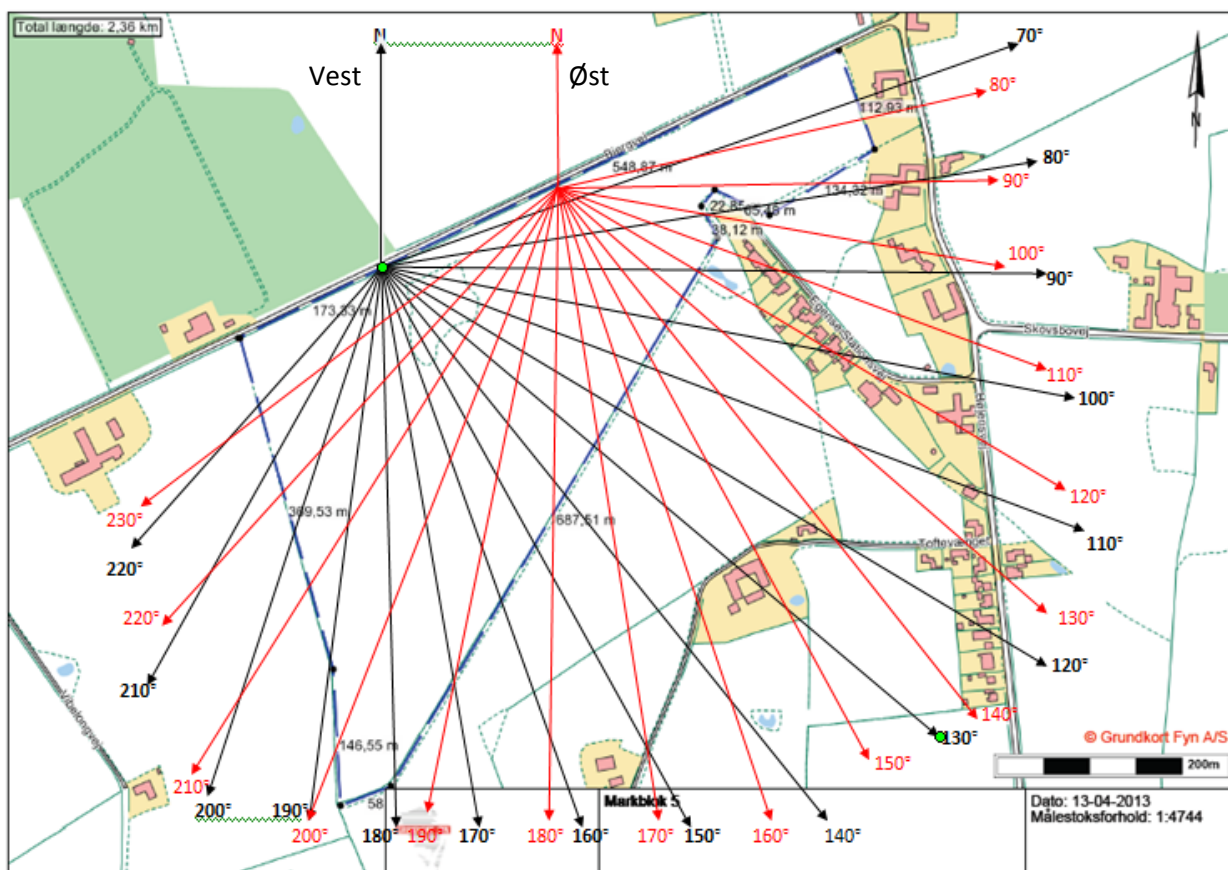 Total længde: 2,36 km
N
N
Vest
Øst
N
70°
80°
80°
90°
100°
90°
110°
100°
120°
110°
130°
120°
140°
130°
150°
230°
220°
220°
210°
210°
200°
190°
200°
180°
190°
170°
180°
160°
170°
150°
160°
140°
Bjergvej
548,87 m
112,93 m
134,32 m
22,8
65,48 m
38,12 m
173,33 m
369,53 m
687,51 m
146,55 m
58
Skovsbovej
Toftevænget
© Grundkort Fyn A/S
200m
Markblok 5
Dato: 13-04-2013
Målestoksforhold: 1:4744